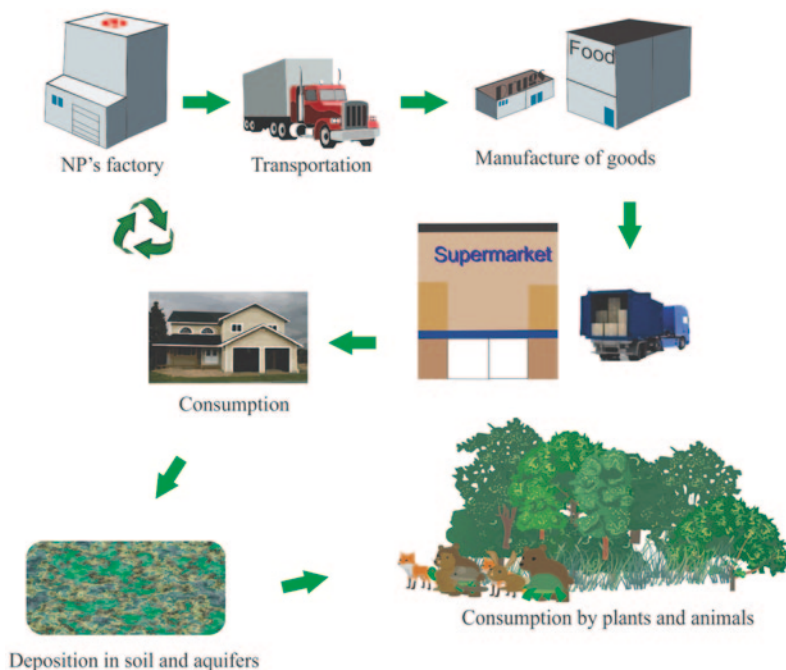 Food
Drugs
NP's factory
Transportation
Manufacture of goods
Supermarket
Consumption
Consumption by plants and animals
Deposition in soil and aquifers